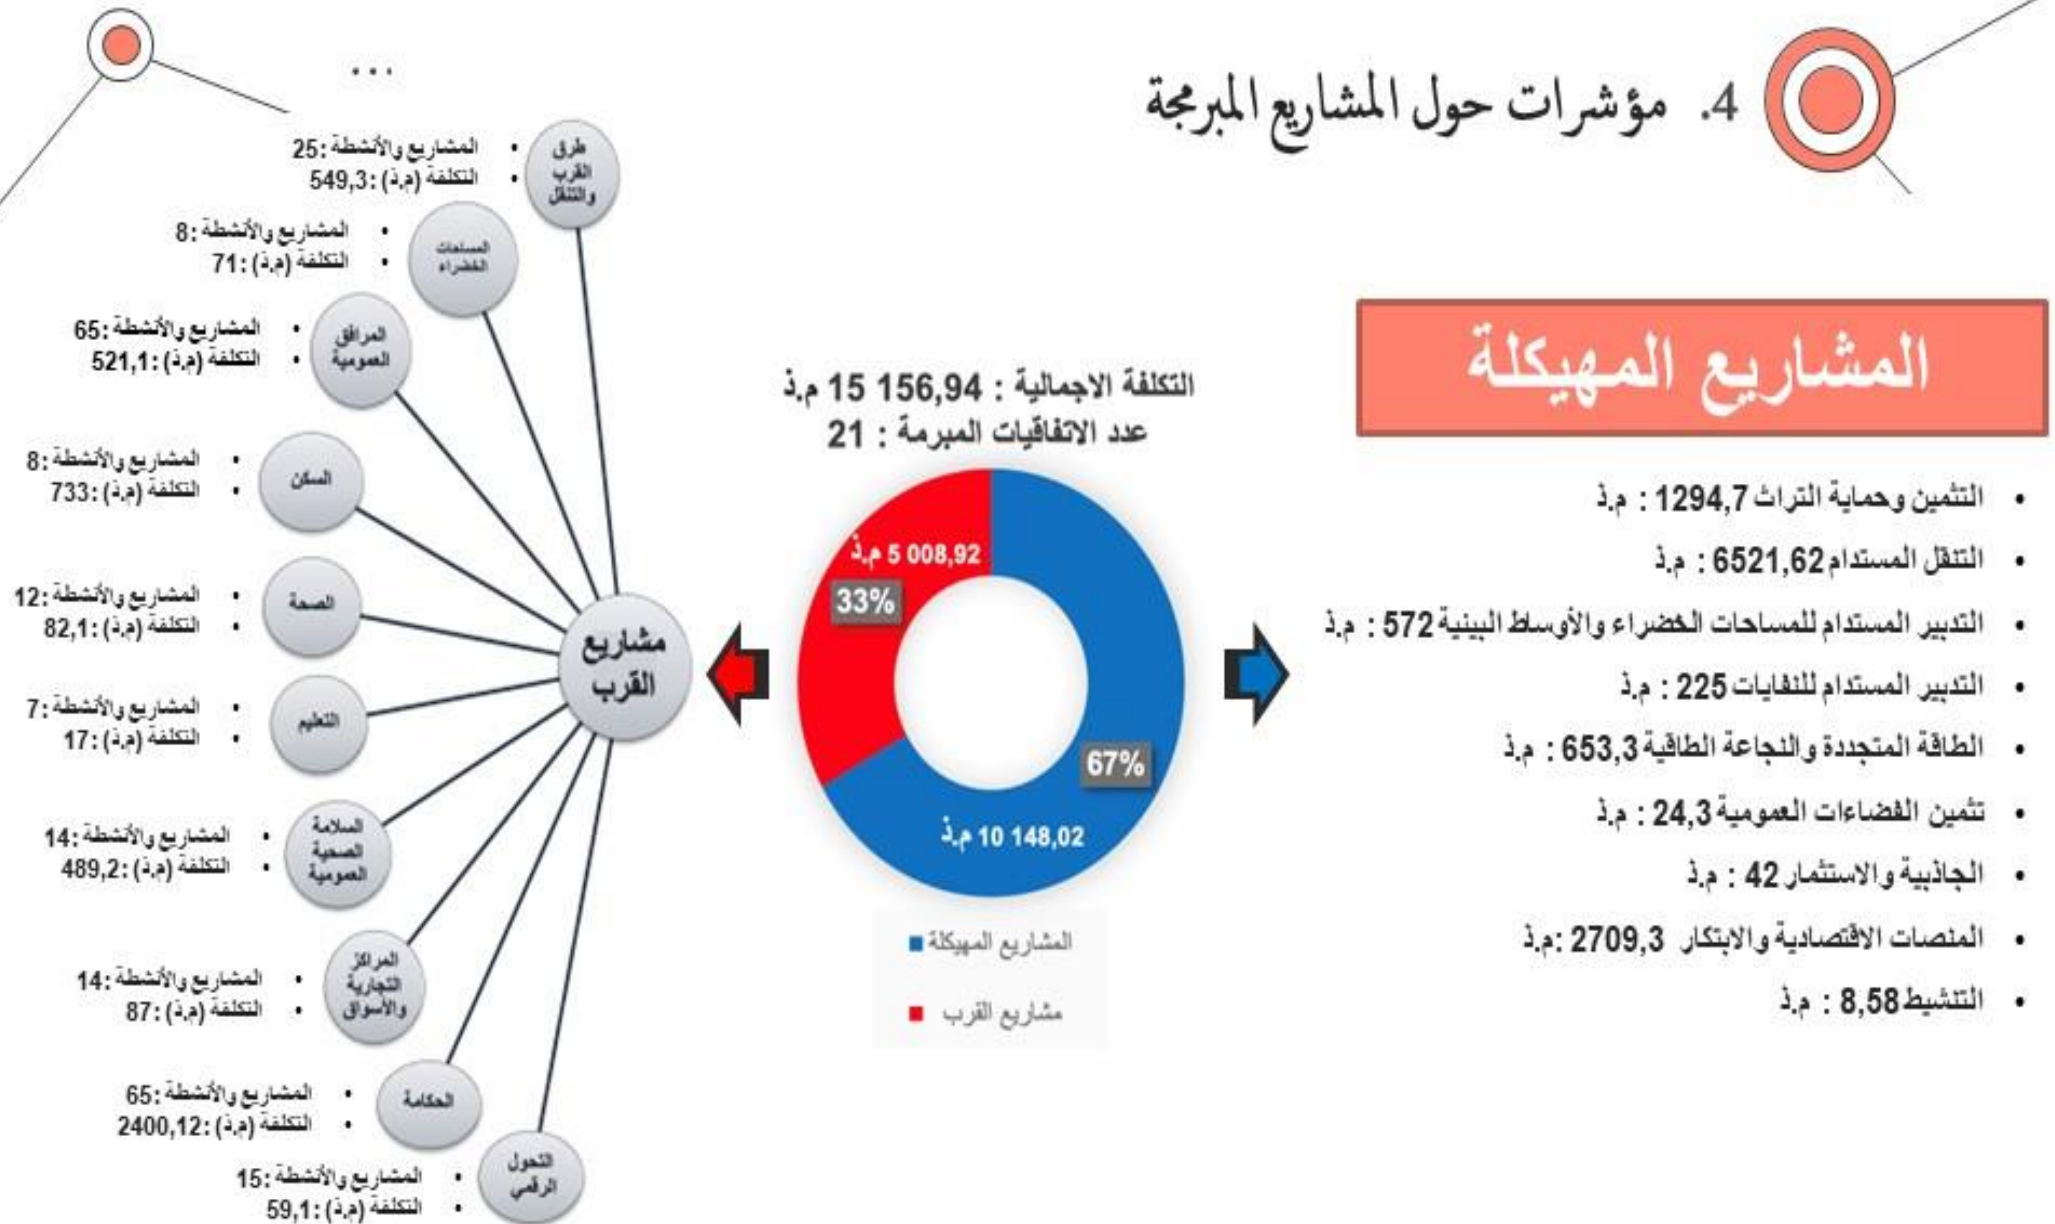 4. مؤشرات حول المشاريع المبرمجة
...
المشاريع المهيكلة
• التثمين وحماية التراث 1294,7 : م.ذ
• التنقل المستدام 6521,62 : م.ذ
• التدبير المستدام للمساحات الخضراء والأوساط البينية 572 : م.ذ
• التدبير المستدام للنفايات 225 : م.ذ
• الطاقة المتجددة والنجاعة الطاقية 653,3 : م.ذ
• تثمين الفضاءات العمومية 24,3 : م.ذ
• الجاذبية والاستثمار 42 : م.ذ
• المنصات الاقتصادية والابتكار 2709,3 :م.ذ
• التنشيط 8,58 : م.ذ
التكلفة الاجمالية : 156,94 15 م.ذ
عدد الاتفاقيات المبرمة : 21
5 008,92 م.ذ
33%
67%
10 148,02 م.ذ
المشاريع المهيكلة
مشاريع القرب
مشاريع
القرب
طرق
القرب
والتنقل
• المشاريع والأنشطة :25
• التكلفة (م.ذ) :549,3
المساحات
الخضراء
• المشاريع والأنشطة :8
• التكلفة (م.ذ) :71
المرافق
العمومية
• المشاريع والأنشطة :65
• التكلفة (م.ذ) :521,1
السكن
• المشاريع والأنشطة :8
• التكلفة (م.ذ) :733
الصحة
• المشاريع والأنشطة :12
• التكلفة (م.ذ) :82,1
التعليم
• المشاريع والأنشطة :7
• التكلفة (م.ذ) :17
السلامة
الصحية
العمومية
• المشاريع والأنشطة :14
• التكلفة (م.ذ) :489,2
المراكز
التجارية
والأسواق
• المشاريع والأنشطة :14
• التكلفة (م.ذ) :87
الحكامة
• المشاريع والأنشطة :65
• التكلفة (م.ذ) :2400,12
التحول
الرقمي
• المشاريع والأنشطة :15
• التكلفة (م.ذ) :59,1